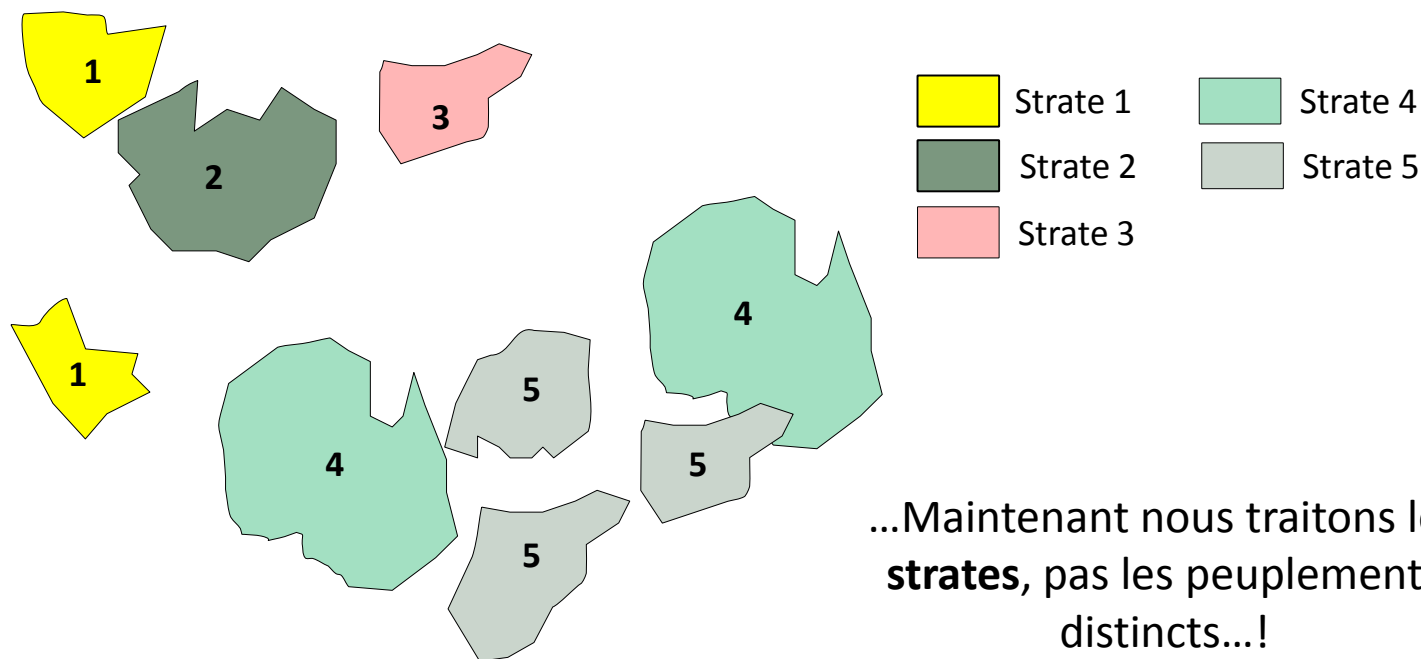 1
2
3
1
4
4
5
5
5
Strate 1
Strate 4
Strate 2
Strate 5
Strate 3
…Maintenant nous traitons
strates, pas les peuplement
distincts…!